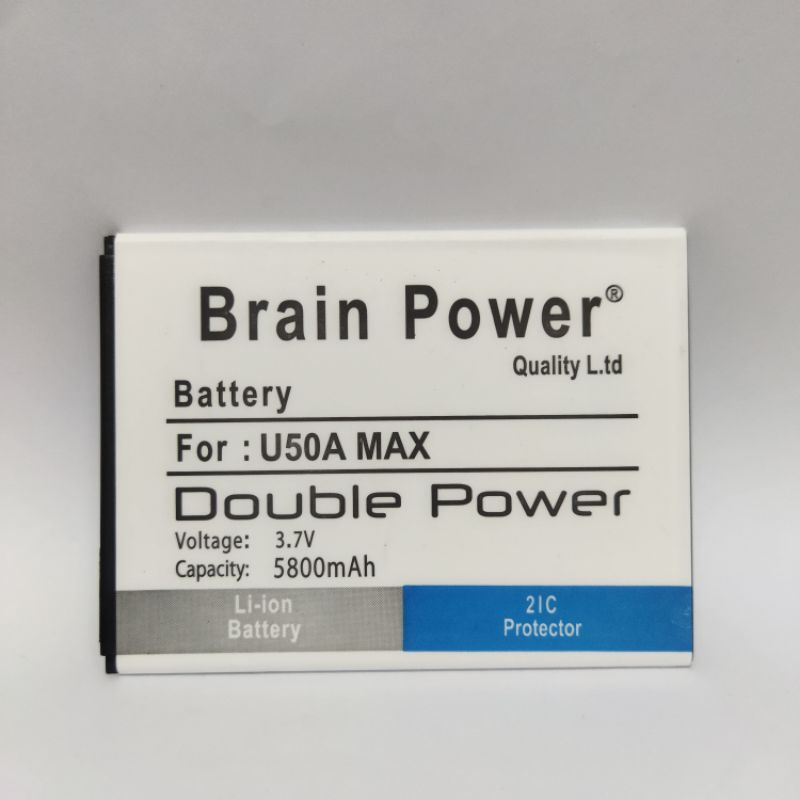 Brain Power®
Quality L.td
Battery
For : U50A MAX
Double Power
Voltage: 3.7V
Capacity: 5800mAh
Li-ion
Battery
2IC
Protector